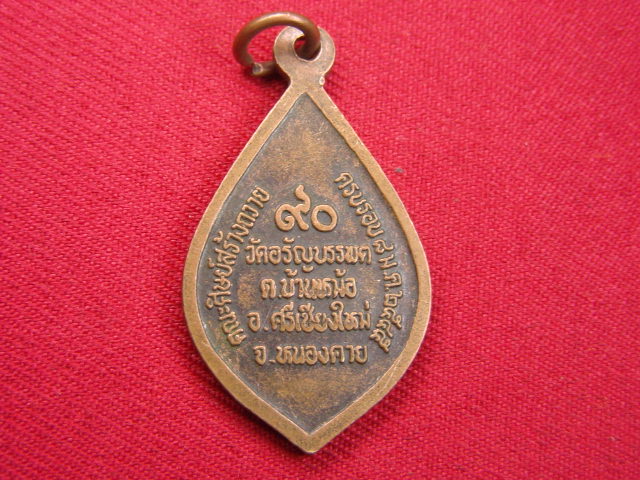 คณะศิษย์สร้างถวาย
ครบรอบ ๘ ม.ค. ๒๕๔๕
๙๐
วัดอรัญบรรพต
ต.บ้านหม้อ
อ.ศรีเชียงใหม่
จ.หนองคาย